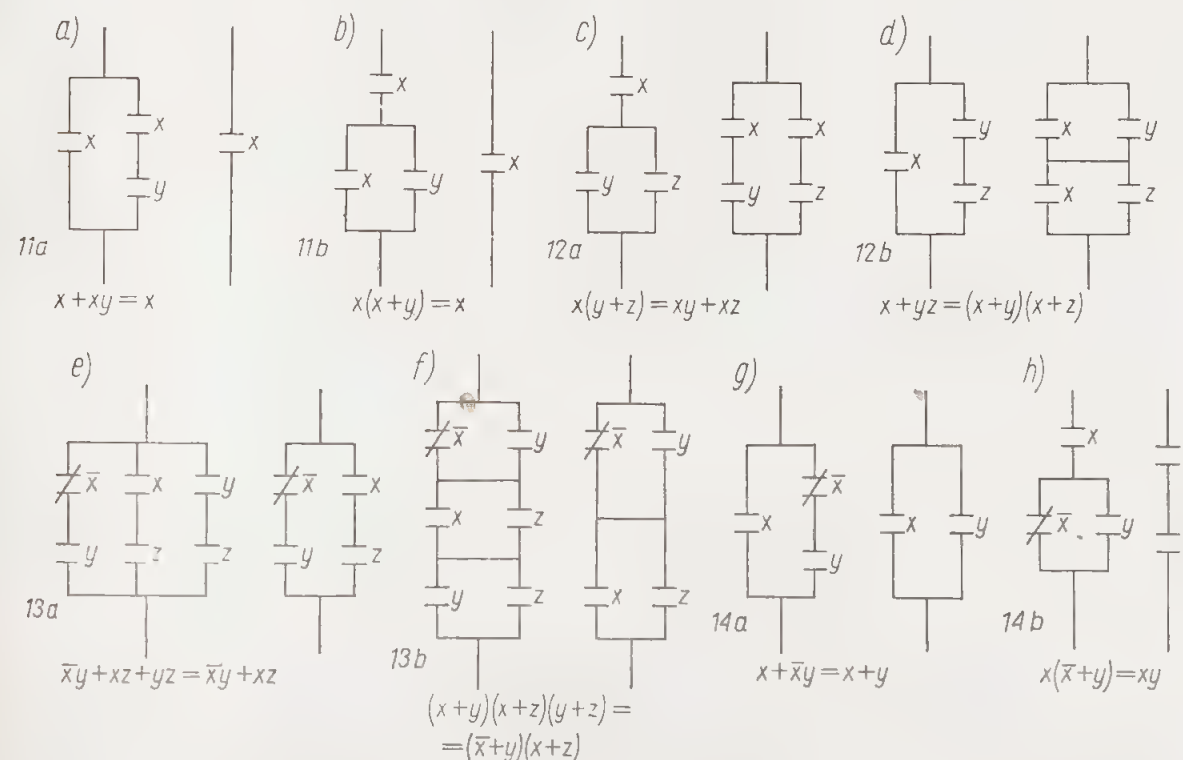 a)
x
x
y
x
11a
x + xy = x
b)
x
x
y
x
11b
x(x+y) = x
c)
x
y
z
x
x
y
z
12a
x(y+z) = xy + xz
d)
x
y
z
x
y
x
z
12b
x + yz = (x+y)(x+z)
e)
x̅
x
y
y
z
z
x̅
x
y
z
13a
x̅y + xz + yz = x̅y + xz
f)
x̅
y
x
z
y
z
x̅
y
x
z
13b
(x+y)(x+z)(y+z) =
= (x̅+y)(x+z)
g)
x
x̅
y
x
y
14a
x + x̅y = x + y
h)
x
x̅
y
14b
x(x̅+y) = xy